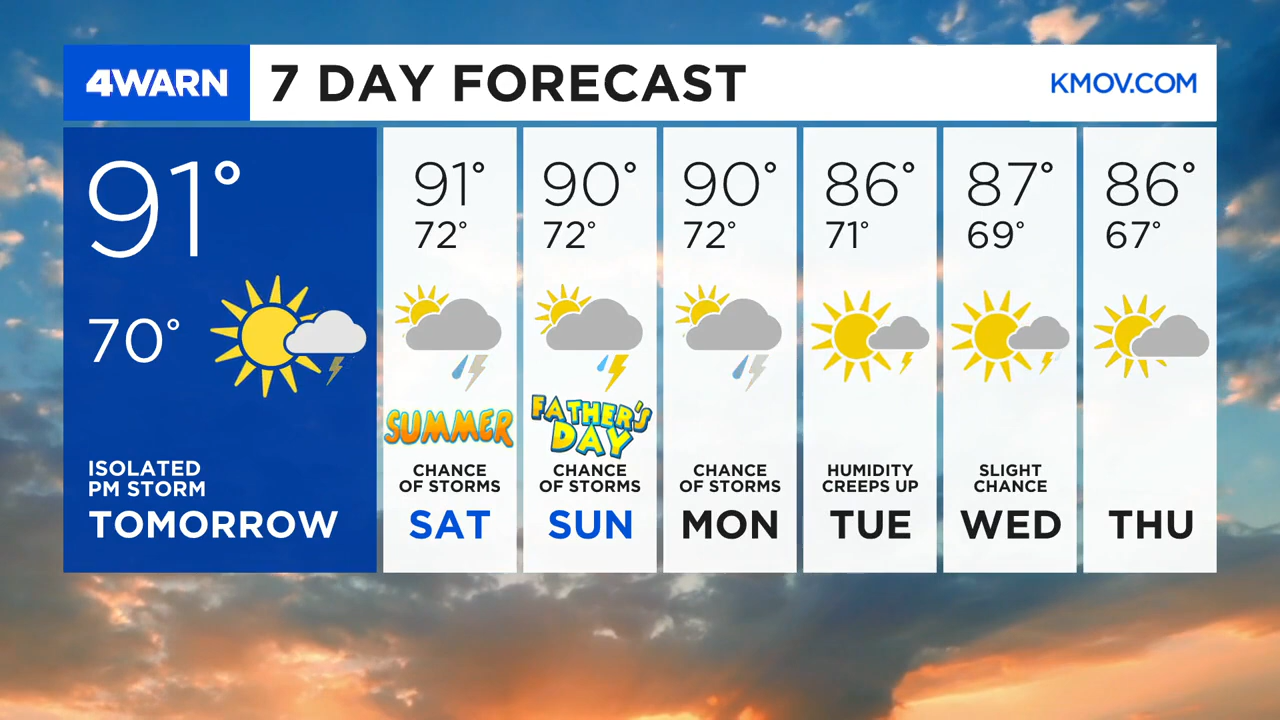 4WARN 7 DAY FORECAST KMOV.COM
91°
70°
ISOLATED
PM STORM
TOMORROW
91°
72°
SUMMER
CHANCE
OF STORMS
SAT
90°
72°
FATHER'S
DAY
CHANCE
OF STORMS
SUN
90°
72°
CHANCE
OF STORMS
MON
86°
71°
HUMIDITY
CREEPS UP
TUE
87°
69°
SLIGHT
CHANCE
WED
86°
67°
THU